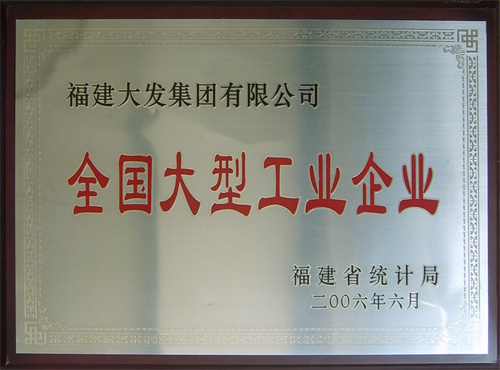 福建大发集团有限公司
全国大型工业企业
福建省统计局
二00六年六月